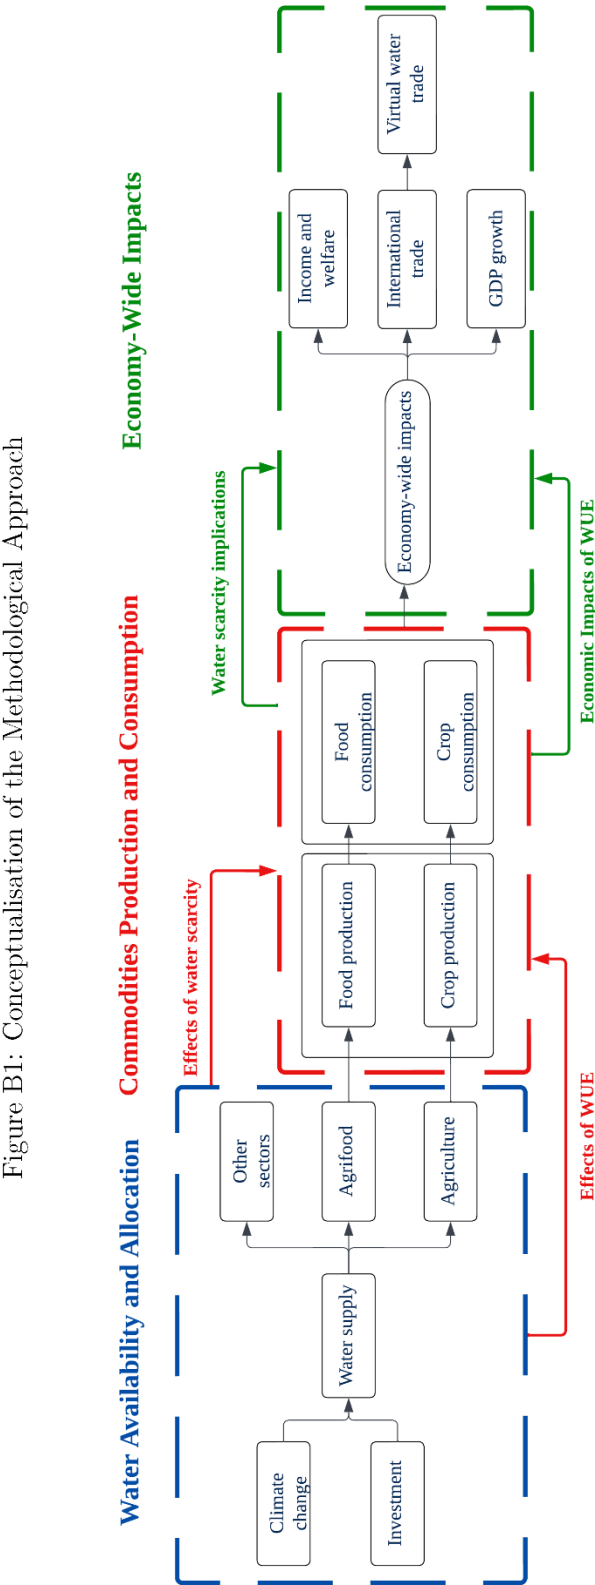 Figure B1: Conceptualisation of the Methodological Approach
Water Availability and Allocation
Commodities Production and Consumption
Economy-Wide Impacts
Effects of water scarcity
Water scarcity implications
Climate
change
Investment
Water supply
Other
sectors
Agrifood
Agriculture
Food production
Crop production
Food
consumption
Crop
consumption
Economy-wide impacts
Income and
welfare
International
trade
GDP growth
Virtual water
trade
Effects of WUE
Economic Impacts of WUE